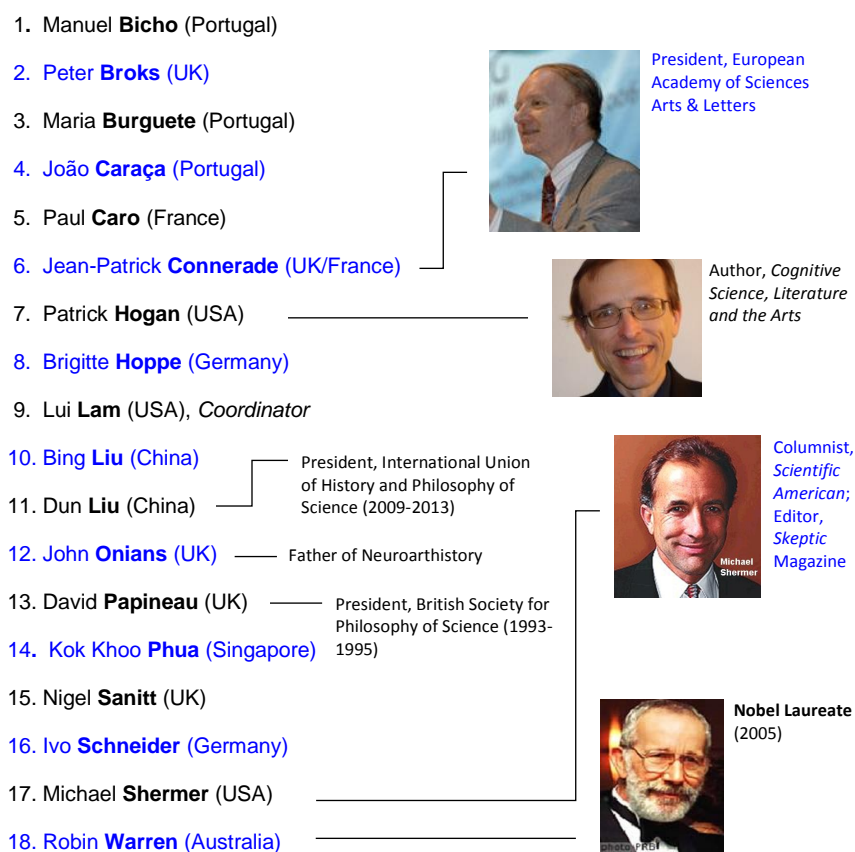 1. Manuel Bicho (Portugal)
2. Peter Broks (UK)
3. Maria Burguete (Portugal)
4. João Caraça (Portugal)
5. Paul Caro (France)
6. Jean-Patrick Connerade (UK/France)
7. Patrick Hogan (USA)
8. Brigitte Hoppe (Germany)
9. Lui Lam (USA), Coordinator
10. Bing Liu (China)
11. Dun Liu (China)
12. John Onians (UK)
13. David Papineau (UK)
14. Kok Khoo Phua (Singapore)
15. Nigel Sanitt (UK)
16. Ivo Schneider (Germany)
17. Michael Shermer (USA)
18. Robin Warren (Australia)
President, European
Academy of Sciences
Arts & Letters
Author, Cognitive
Science, Literature
and the Arts
President, International Union
of History and Philosophy of
Science (2009-2013)
Father of Neuroarthistory
President, British Society for
Philosophy of Science (1993-
1995)
Columnist,
Scientific
American;
Editor,
Skeptic
Magazine
Michael
Shermer
Nobel Laureate
(2005)
photo: PRB